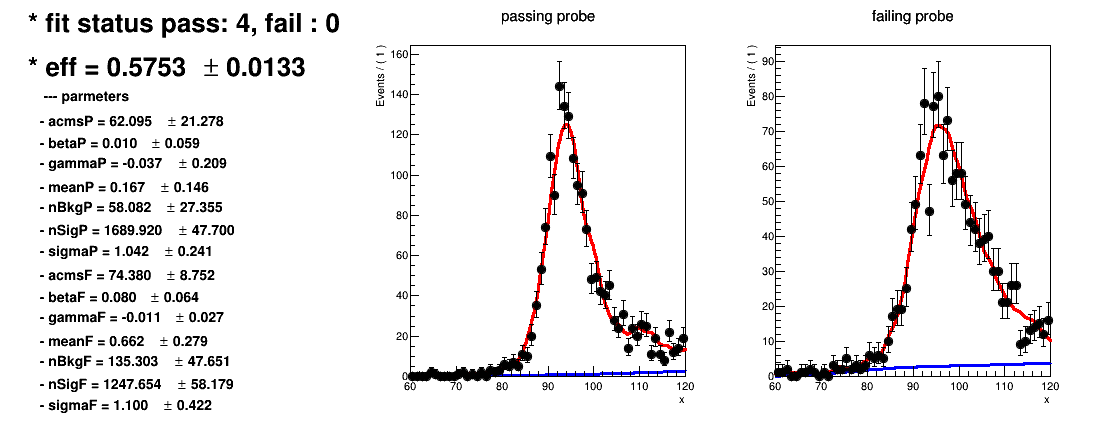 * fit status pass: 4, fail : 0
* eff = 0.5753 ± 0.0133
--- parmeters
- acmsP = 62.095 ± 21.278
- betaP = 0.010 ± 0.059
- gammaP = -0.037 ± 0.209
- meanP = 0.167 ± 0.146
- nBkgP = 58.082 ± 27.355
- nSigP = 1689.920 ± 47.700
- sigmaP = 1.042 ± 0.241
- acmsF = 74.380 ± 8.752
- betaF = 0.080 ± 0.064
- gammaF = -0.011 ± 0.027
- meanF = 0.662 ± 0.279
- nBkgF = 135.303 ± 47.651
- nSigF = 1247.654 ± 58.179
- sigmaF = 1.100 ± 0.422
passing probe
Events / ( 1 )
160
140
120
100
80
60
40
20
0
60 70 80 90 100 110 120
x
failing probe
Events / ( 1 )
90
80
70
60
50
40
30
20
10
0
60 70 80 90 100 110 120
x